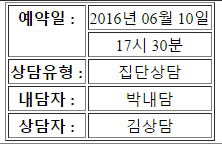 예약일 : 2016년 06월 10일
17시 30분
상담유형 : 집단상담
내담자 : 박내담
상담자 : 김상담